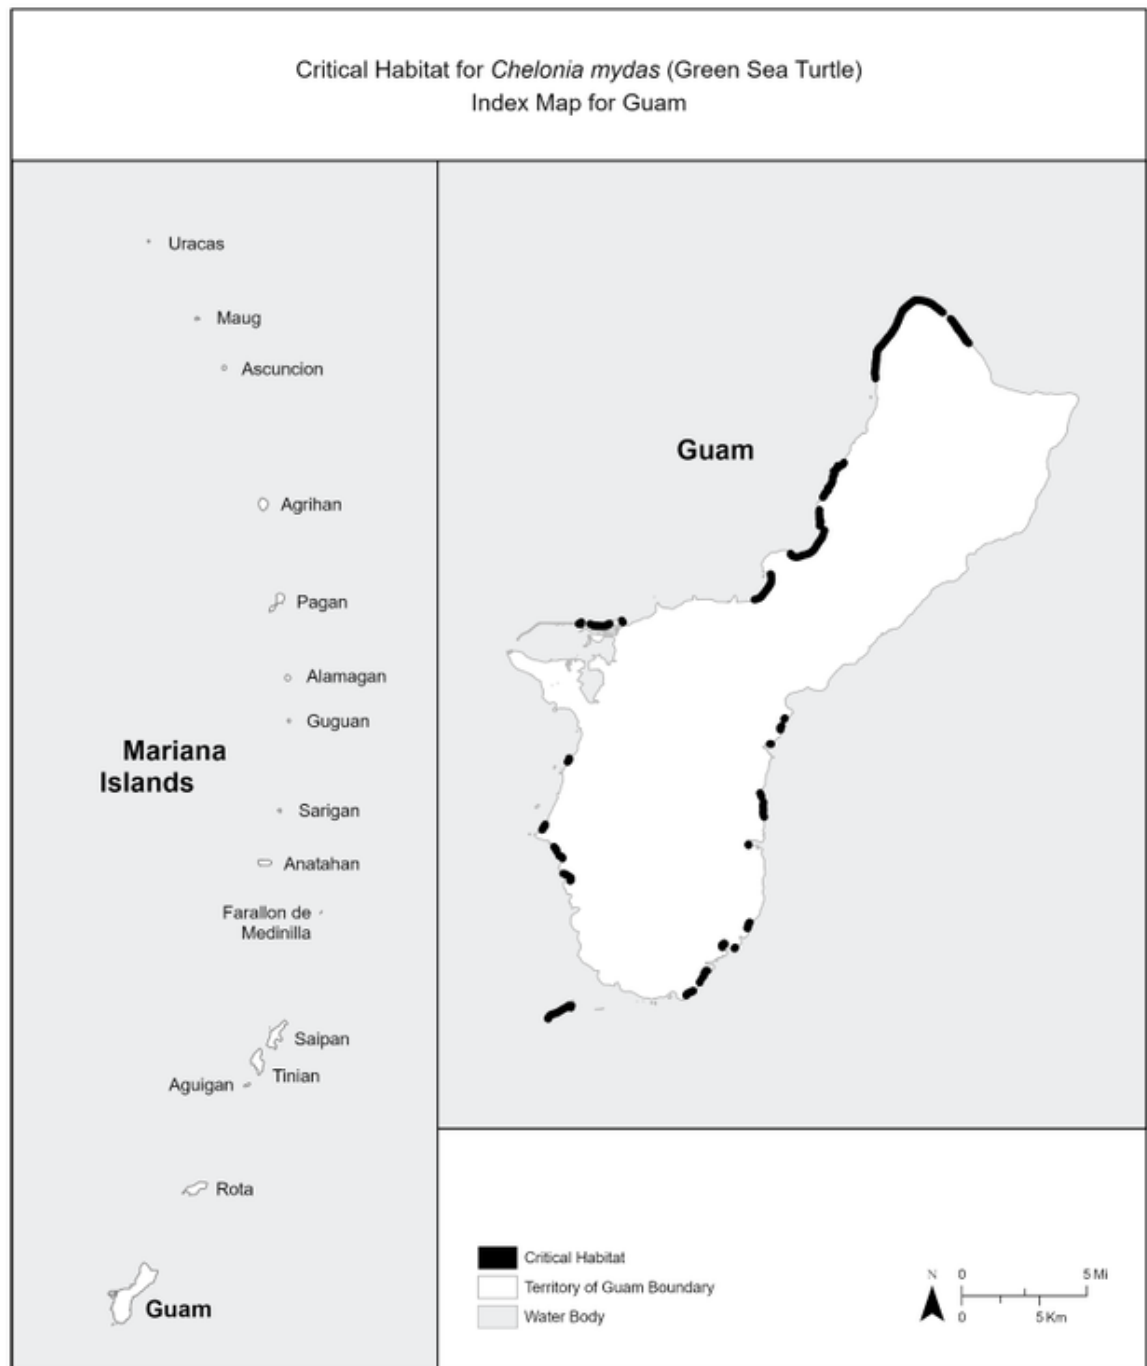 Critical Habitat for Chelonia mydas (Green Sea Turtle)
Index Map for Guam
Uracas
Maug
Ascuncion
Agrihan
Pagan
Alamagan
Guguan
Mariana
Islands
Sarigan
Anatahan
Farallon de
Medinilla
Saipan
Tinian
Aguigan
Rota
Guam
Guam
Critical Habitat
Territory of Guam Boundary
Water Body
N
0 5 Mi
0 5 Km